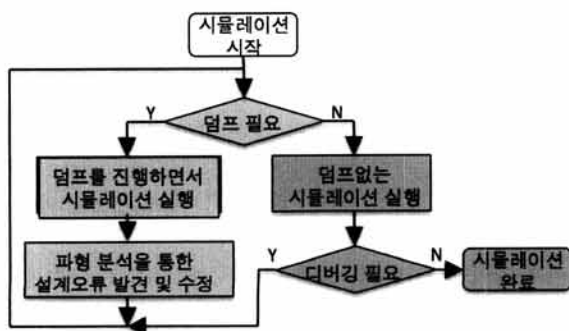 시뮬레이션
시작
덤프 필요
Y
N
덤프를 진행하면서
시뮬레이션 실행
덤프없는
시뮬레이션 실행
파형 분석을 통한
설계오류 발견 및 수정
Y
디버깅 필요
N
시뮬레이션
완료